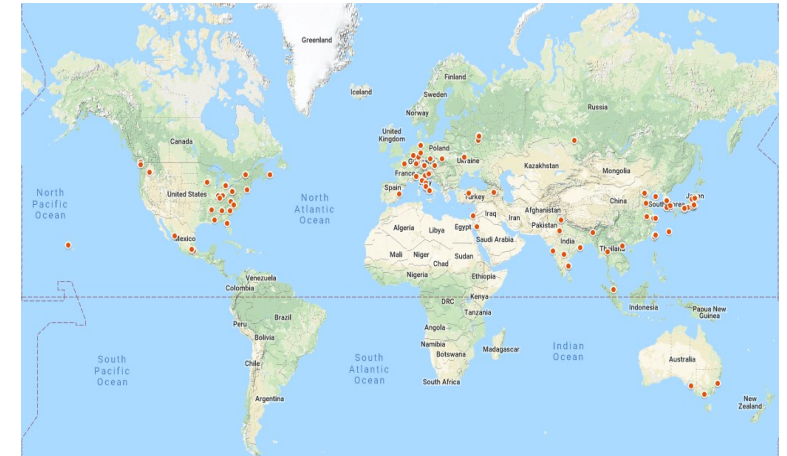 Greenland
Iceland
Finland
Sweden
Norway
Russia
United
Kingdom
Poland
Ukraine
France
Spain
Canada
United States
Kazakhstan
Mongolia
China
North
Pacific
Ocean
North
Atlantic
Ocean
Mexico
Turkey
Iraq
Iran
Afghanistan
Pakistan
Algeria
Libya
Egypt
Saudi Arabia
India
Thailand
Mali
Niger
Chad
Sudan
Nigeria
Ethiopia
Venezuela
Colombia
DRC
Kenya
Tanzania
Indonesia
Papua New
Guinea
Brazil
Peru
Bolivia
Angola
Namibia
Botswana
Madagascar
South
Pacific
Ocean
South
Atlantic
Ocean
Indian
Ocean
Chile
Argentina
South Africa
Australia
New
Zealand